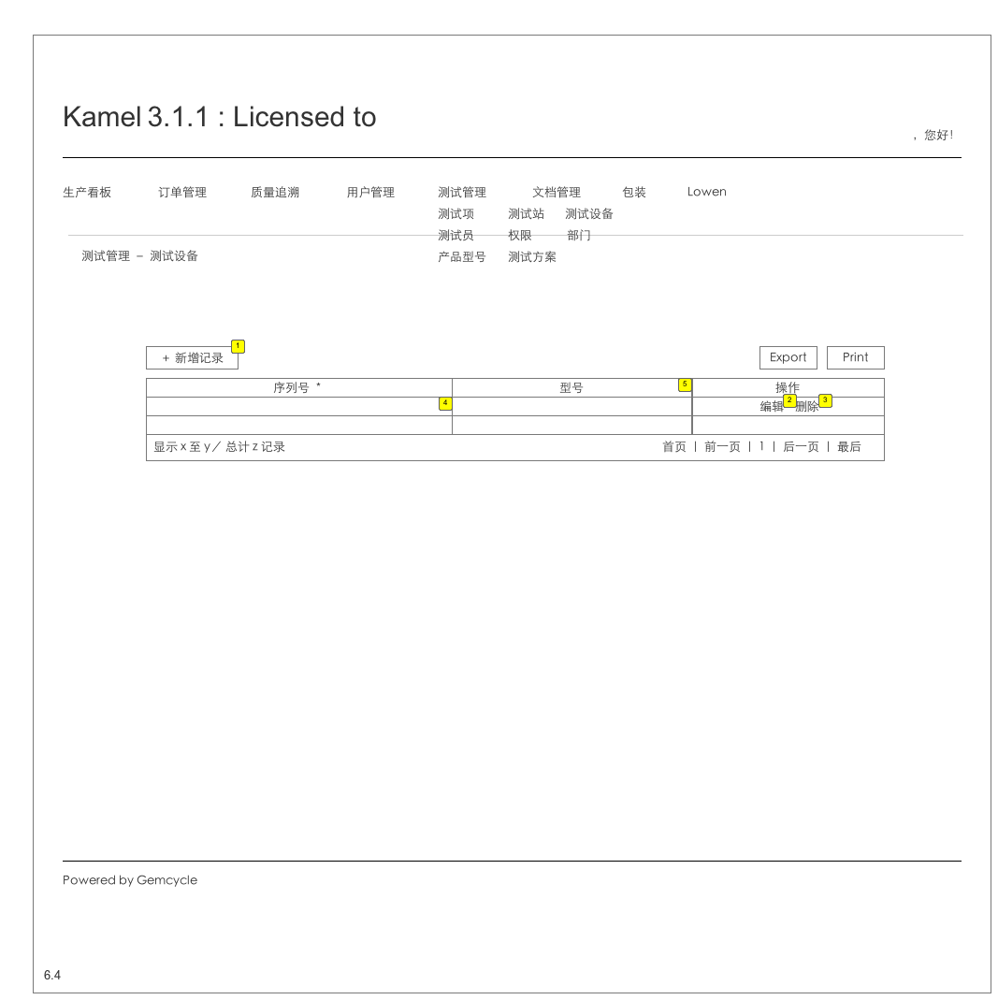 Kamel 3.1.1 : Licensed to
，您好!
生产看板 订单管理 质量追溯 用户管理 测试管理 文档管理 包装 Lowen
测试项 测试站 测试设备
测试员 权限 部门
测试管理 – 测试设备
产品型号 测试方案
+ 新增记录 1
Export Print
序列号 * 型号 5 操作
4 编辑 2 删除 3
显示 x 至 y／ 总计 z 记录 首页 | 前一页 | 1 | 后一页 | 最后
Powered by Gemcycle
6.4